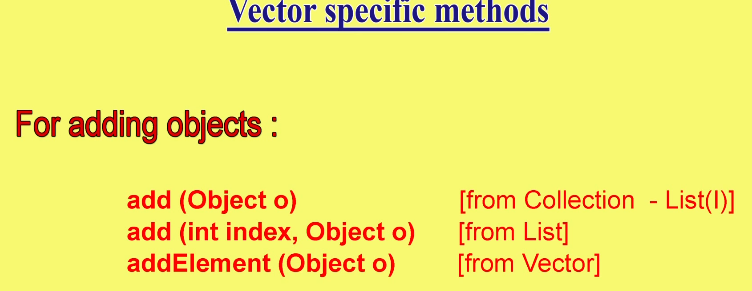 Vector specific methods
For adding objects :
add (Object o) [from Collection - List(I)]
add (int index, Object o) [from List]
addElement (Object o) [from Vector]